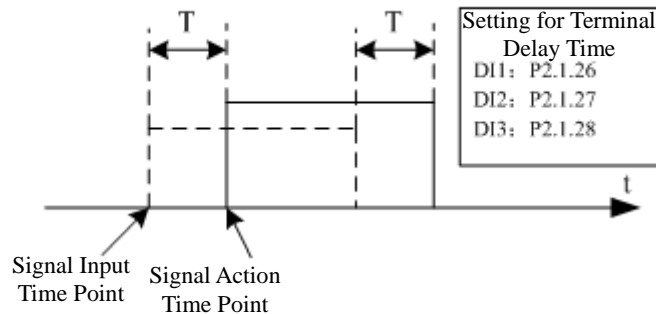 T
T
Setting for Terminal
Delay Time
DI1: P2.1.26
DI2: P2.1.27
DI3: P2.1.28
t
Signal Input
Time Point
Signal Action
Time Point